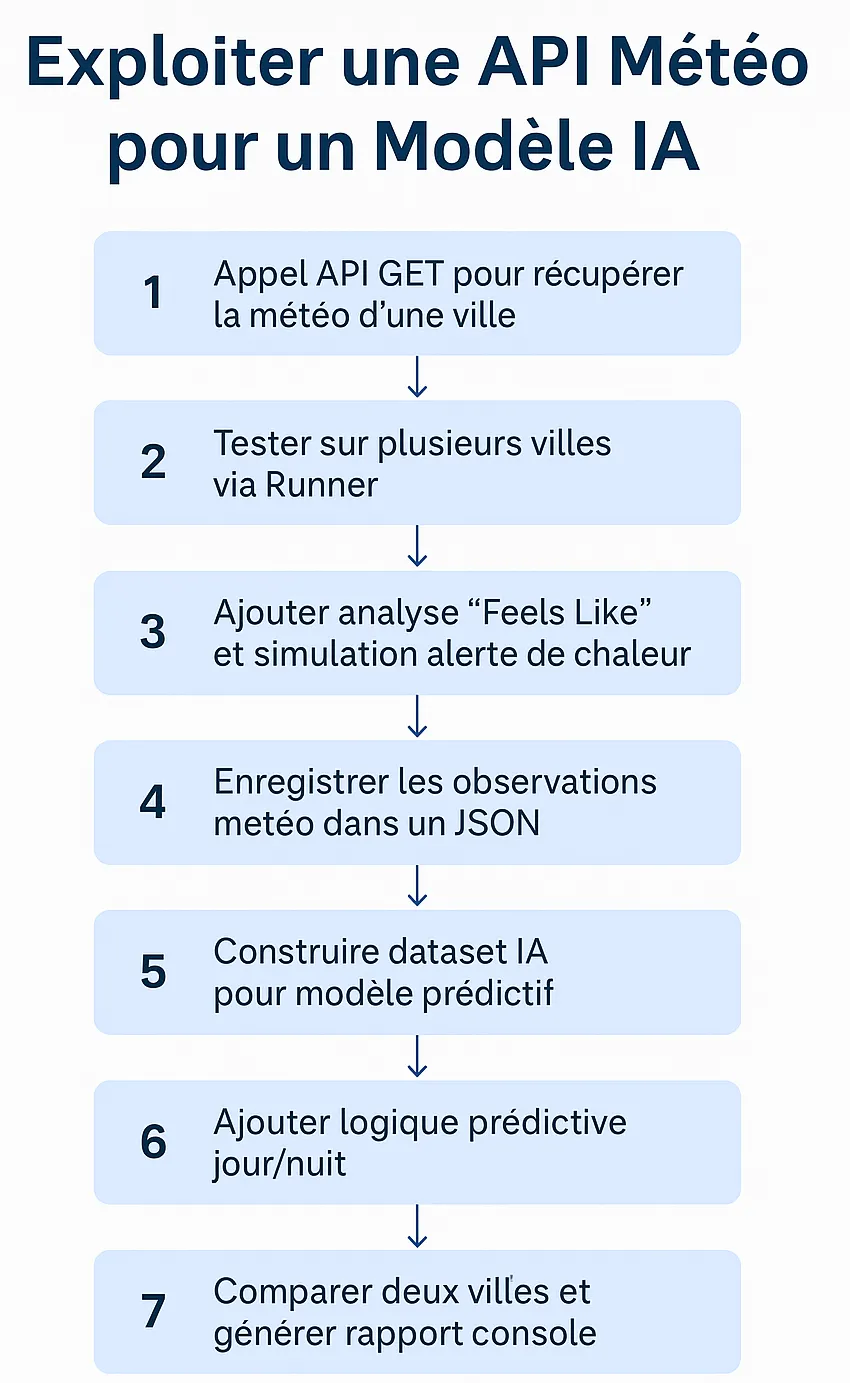 Exploiter une API Météo
pour un Modèle IA
1
Appel API GET pour récupérer
la météo d’une ville
2
Tester sur plusieurs villes
via Runner
3
Ajouter analyse “Feels Like”
et simulation alerte de chaleur
4
Enregistrer les observations
metéo dans un JSON
5
Construire dataset IA
pour modèle prédictif
6
Ajouter logique prédictive
jour/nuit
7
Comparer deux villes et
générer rapport console